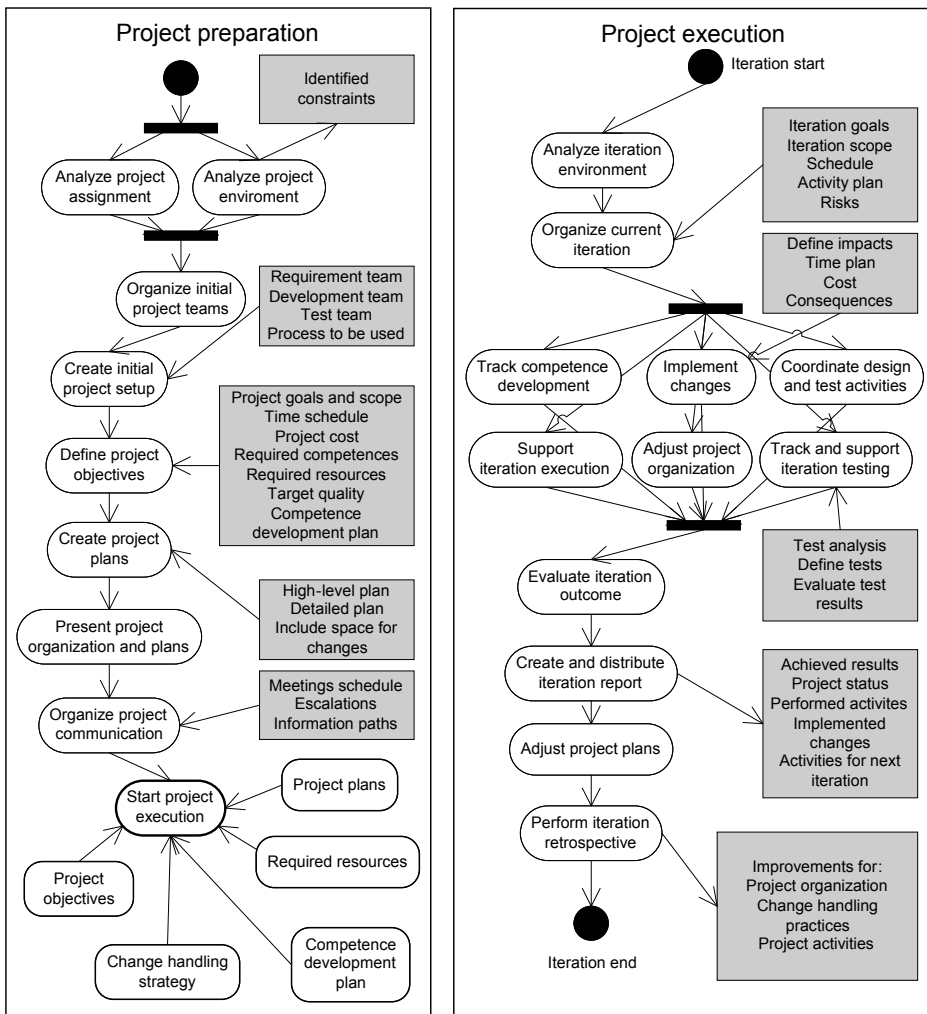 Project preparation
Identified
constraints
Analyze project
assignment
Analyze project
enviroment
Organize initial
project teams
Requirement team
Development team
Test team
Process to be used
Create initial
project setup
Project goals and scope
Time schedule
Project cost
Required competences
Required resources
Target quality
Competence
development plan
Define project
objectives
Create project
plans
High-level plan
Detailed plan
Include space for
changes
Present project
organization and plans
Meetings schedule
Escalations
Information paths
Organize project
communication
Start project
execution
Project plans
Required resources
Project
objectives
Change handling
strategy
Competence
development
plan
Project execution
Iteration start
Iteration goals
Iteration scope
Schedule
Activity plan
Risks
Analyze iteration
environment
Organize current
iteration
Define impacts
Time plan
Cost
Consequences
Track competence
development
Implement
changes
Coordinate design
and test activities
Support
iteration execution
Adjust project
organization
Track and support
iteration testing
Test analysis
Define tests
Evaluate test
results
Evaluate iteration
outcome
Create and distribute
iteration report
Achieved results
Project status
Performed activites
Implemented
changes
Activities for next
iteration
Adjust project plans
Perform iteration
retrospective
Improvements for:
Project organization
Change handling
practices
Project activities
Iteration end